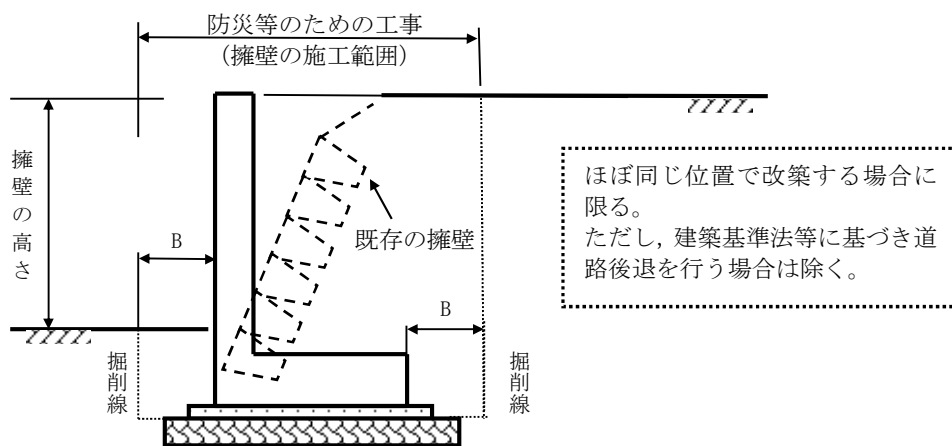 防災等のための工事
(擁壁の施工範囲)
擁壁の高さ
B
既存の擁壁
B
掘削線
掘削線
ほぼ同じ位置で改築する場合に
限る。
ただし，建築基準法等に基づき道
路後退を行う場合は除く。